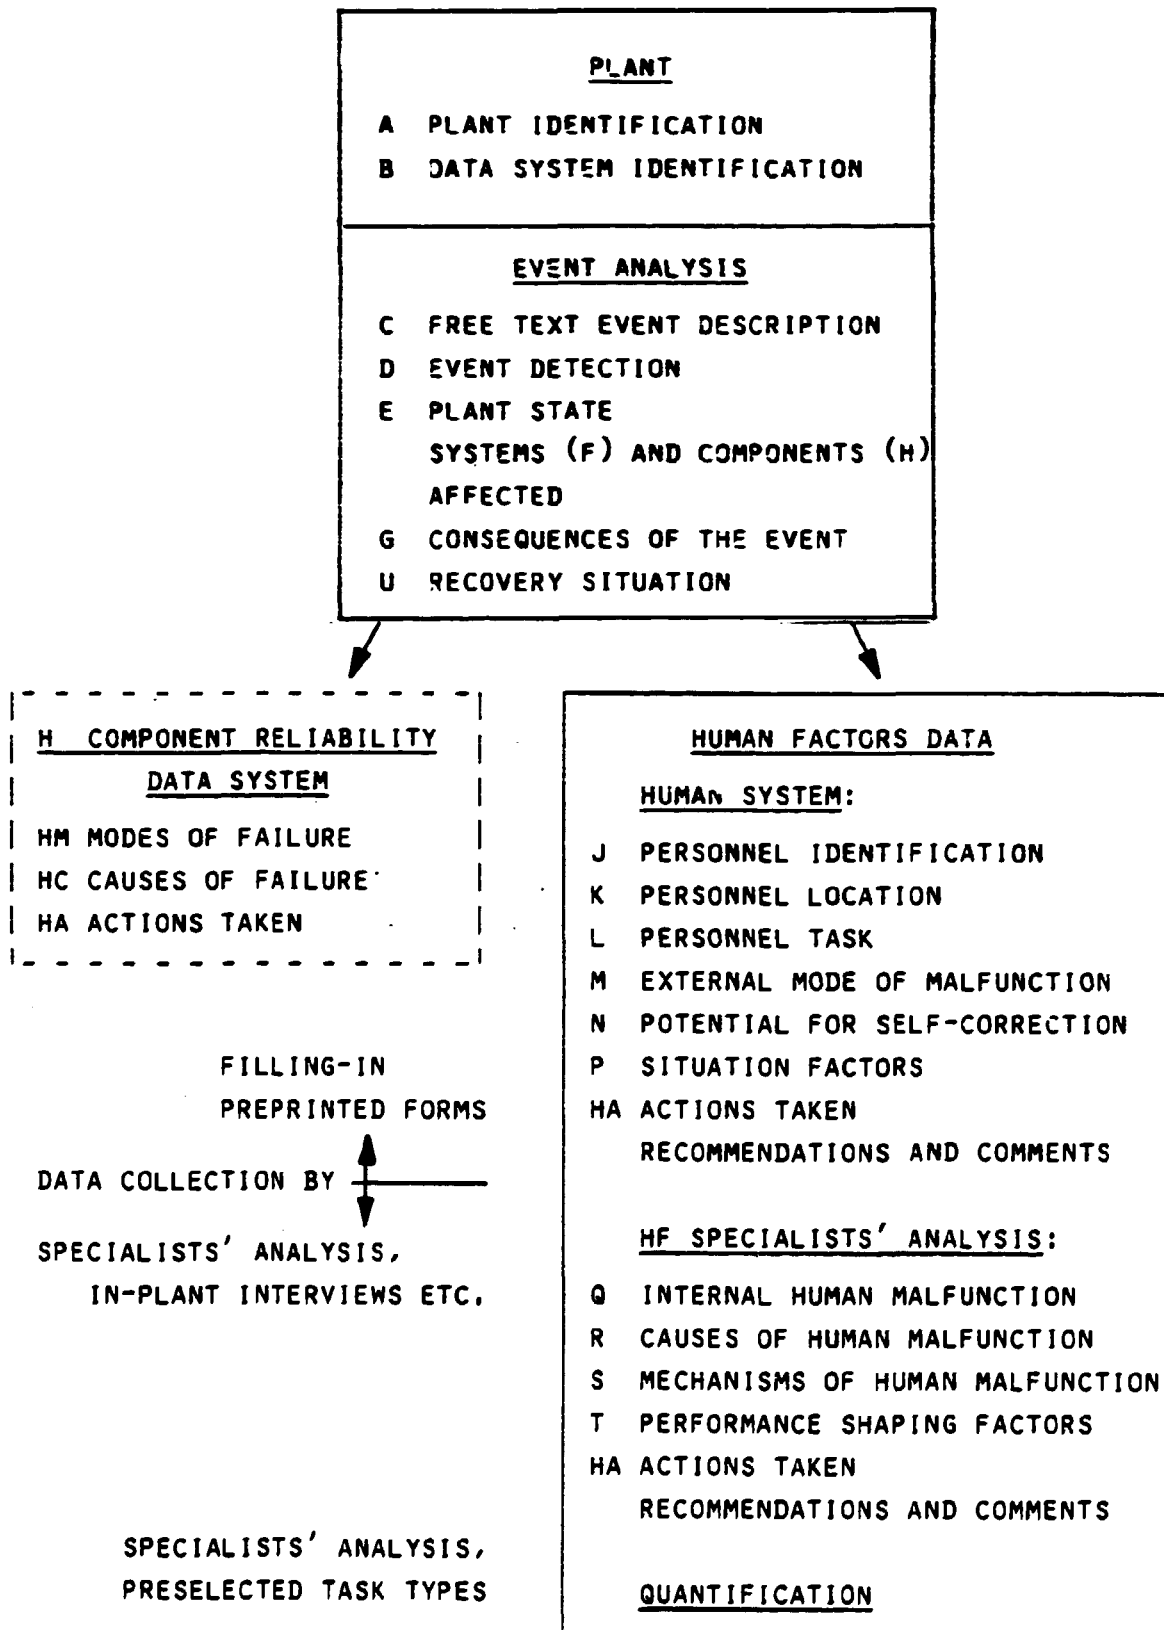 PLANT
A PLANT IDENTIFICATION
B DATA SYSTEM IDENTIFICATION
EVENT ANALYSIS
C FREE TEXT EVENT DESCRIPTION
D EVENT DETECTION
E PLANT STATE
SYSTEMS (F) AND COMPONENTS (H)
AFFECTED
G CONSEQUENCES OF THE EVENT
U RECOVERY SITUATION
H COMPONENT RELIABILITY
DATA SYSTEM
HM MODES OF FAILURE
HC CAUSES OF FAILURE
HA ACTIONS TAKEN
FILLING-IN
PREPRINTED FORMS
DATA COLLECTION BY
SPECIALISTS' ANALYSIS,
IN-PLANT INTERVIEWS ETC.
SPECIALISTS' ANALYSIS,
PRESELECTED TASK TYPES
HUMAN FACTORS DATA
HUMAN SYSTEM:
J PERSONNEL IDENTIFICATION
K PERSONNEL LOCATION
L PERSONNEL TASK
M EXTERNAL MODE OF MALFUNCTION
N POTENTIAL FOR SELF-CORRECTION
P SITUATION FACTORS
HA ACTIONS TAKEN
RECOMMENDATIONS AND COMMENTS
HF SPECIALISTS' ANALYSIS:
Q INTERNAL HUMAN MALFUNCTION
R CAUSES OF HUMAN MALFUNCTION
S MECHANISMS OF HUMAN MALFUNCTION
T PERFORMANCE SHAPING FACTORS
HA ACTIONS TAKEN
RECOMMENDATIONS AND COMMENTS
QUANTIFICATION